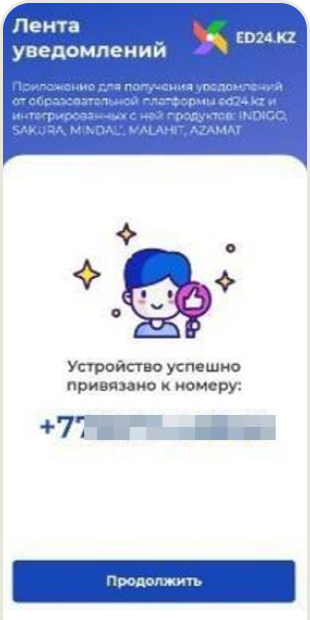 Лента
уведомлений
ED24.KZ
Приложение для получения уведомлений
от образовательной платформы ed24.kz и
интегрированных с ней продуктов: INDIGO,
SAKURA, MINDAL', MALAHIT, AZAMAT
Устройство успешно
привязано к номеру:
+77
Продолжить